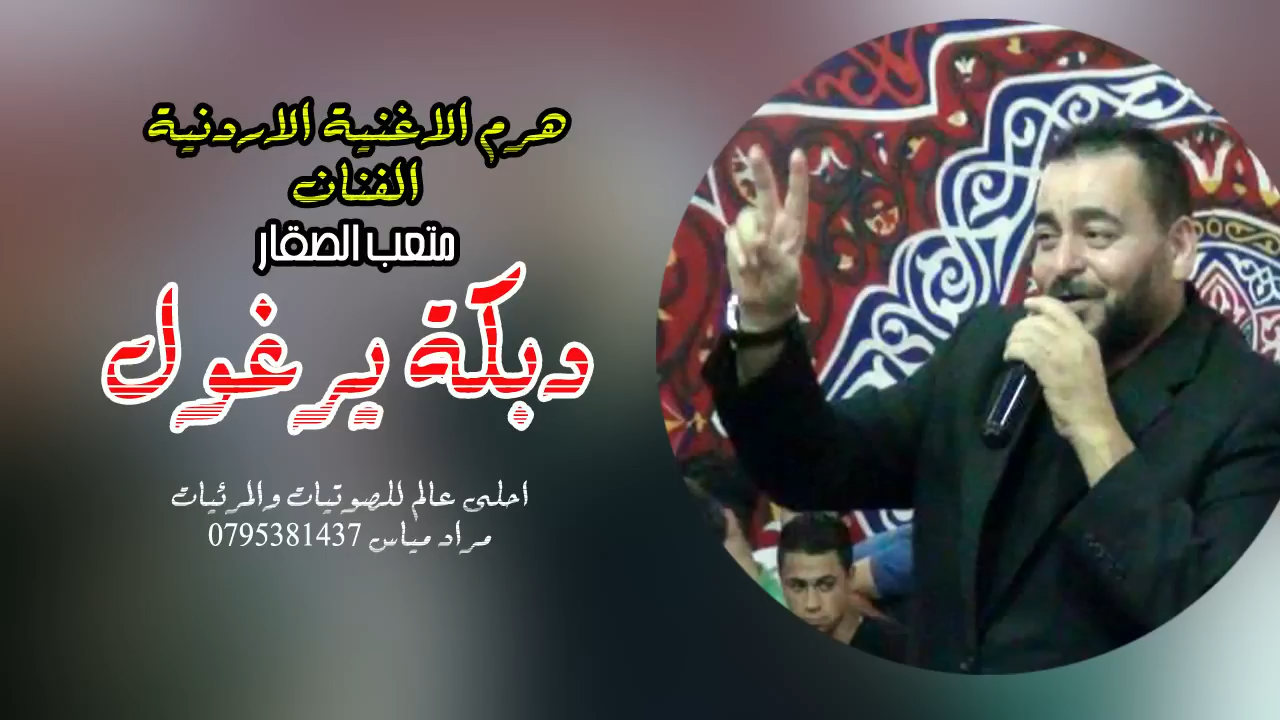 هرم الاغنية الاردنية
الفنان
متعب الصقار
دبكة يرغول
احلى عالم للصوتيات والمرئيات
مراد مياس 0795381437